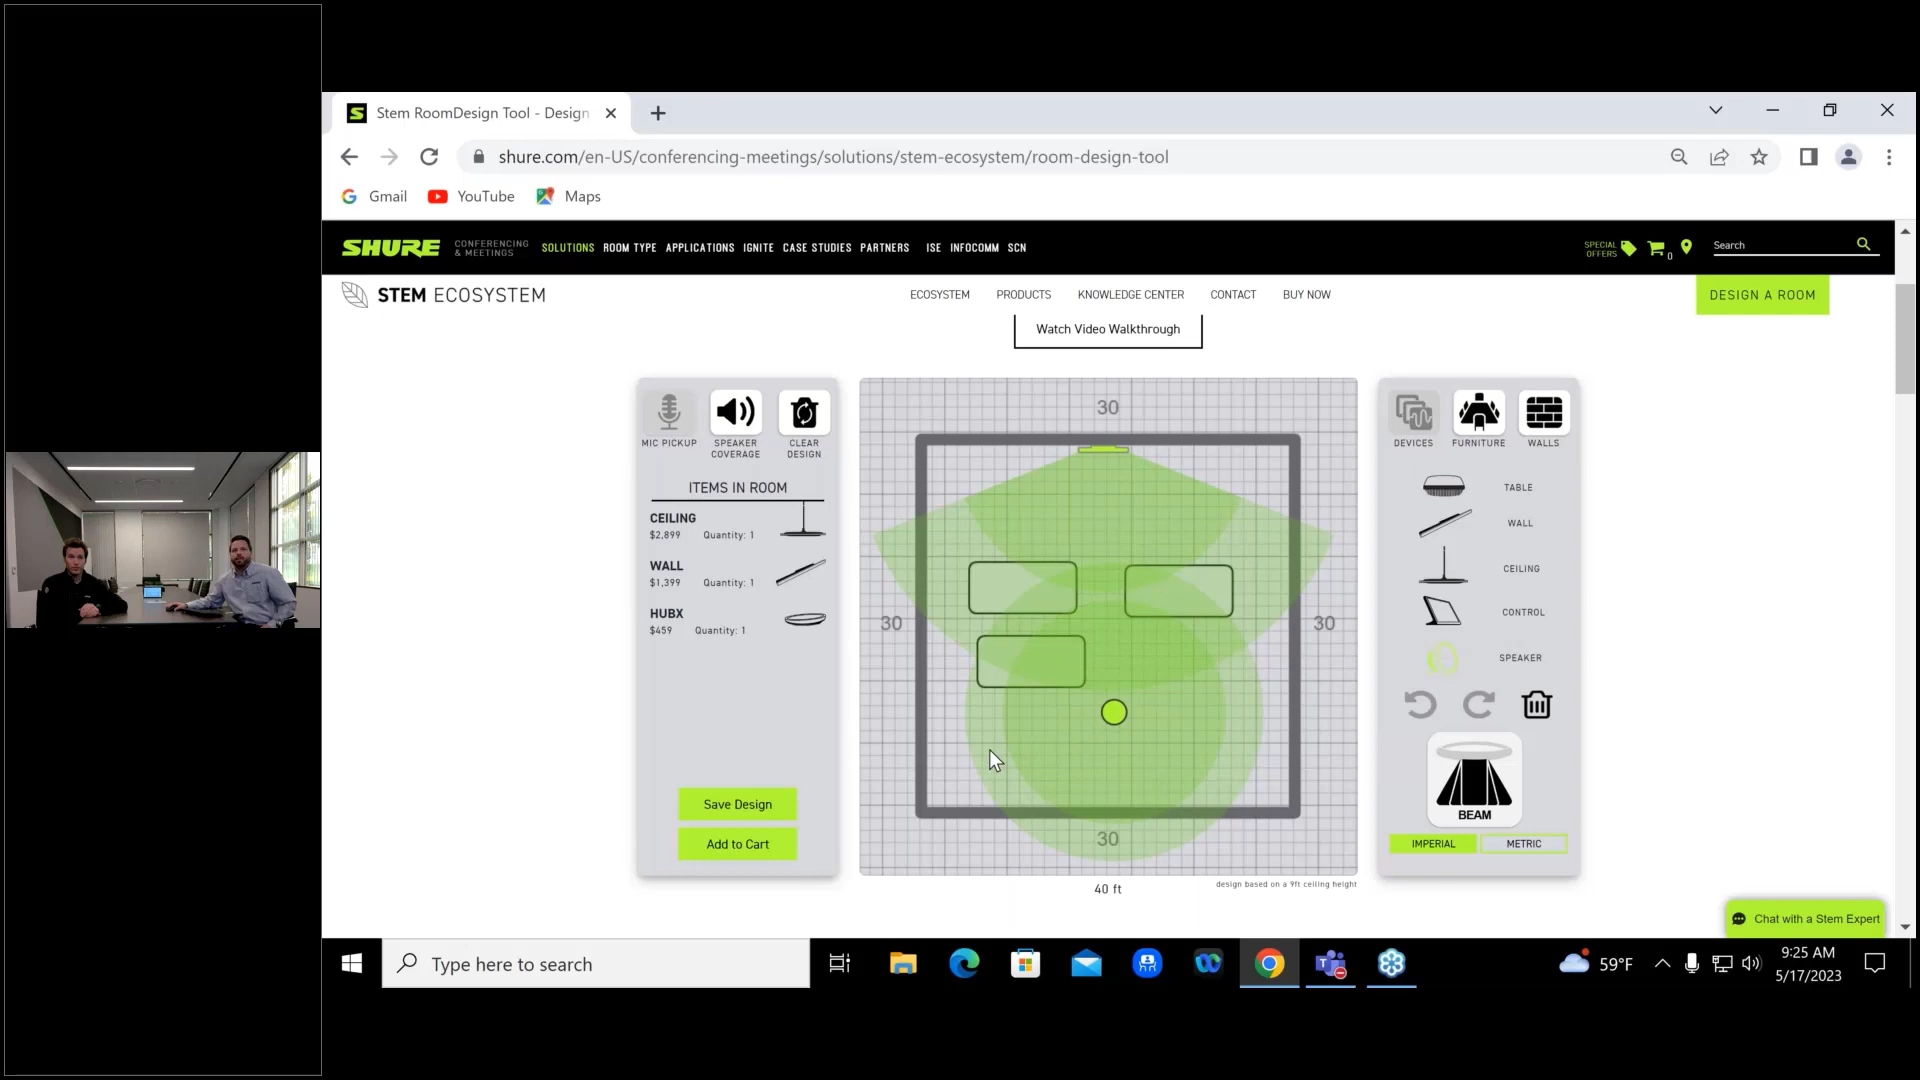 Stem RoomDesign Tool - Design
shure.com/en-US/conferencing-meetings/solutions/stem-ecosystem/room-design-tool
Gmail
YouTube
Maps
SHURE
CONFERENCING
& MEETINGS
SOLUTIONS ROOM TYPE APPLICATIONS IGNITE CASE STUDIES PARTNERS ISE INFOCOMM SCN
SPECIAL
OFFERS
0
Search
STEM ECOSYSTEM
ECOSYSTEM PRODUCTS KNOWLEDGE CENTER CONTACT BUY NOW
DESIGN A ROOM
Watch Video Walkthrough
MIC PICKUP
SPEAKER
COVERAGE
CLEAR
DESIGN
ITEMS IN ROOM
CEILING
$2,899 Quantity: 1
WALL
$1,399 Quantity: 1
HUBX
$459 Quantity: 1
Save Design
Add to Cart
30
30
30
30
40 ft
design based on a 9ft ceiling height
DEVICES
FURNITURE
WALLS
TABLE
WALL
CEILING
CONTROL
SPEAKER
BEAM
IMPERIAL
METRIC
Chat with a Stem Expert
Type here to search
59°F
9:25 AM
5/17/2023